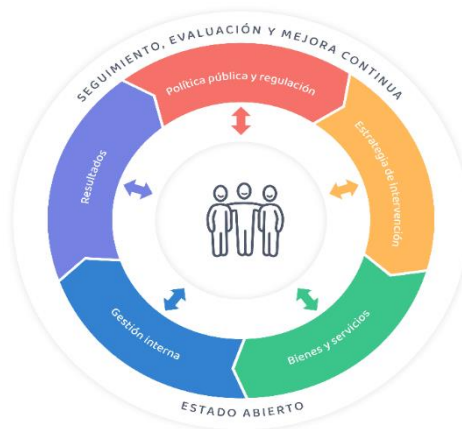 SEGUIMIENTO, EVALUACIÓN Y MEJORA CONTINUA
Política pública y regulación
Estrategia de intervención
Bienes y servicios
Gestión interna
Resultados
ESTADO ABIERTO